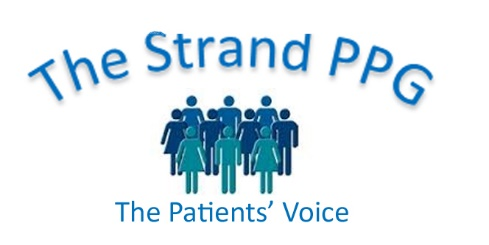 The Strand PPG
The Patients’ Voice